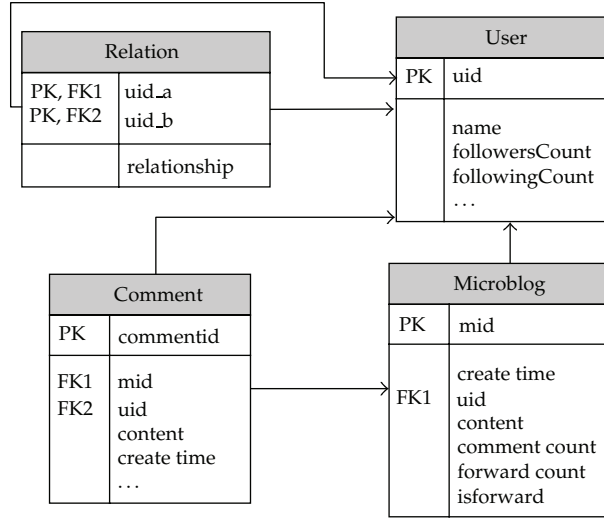 Relation
PK, FK1 uid_a
PK, FK2 uid_b
relationship
User
PK uid
name
followersCount
followingCount
...
Comment
PK commentid
FK1 mid
FK2 uid
content
create time
...
Microblog
PK mid
create time
FK1 uid
content
comment count
forward count
isforward